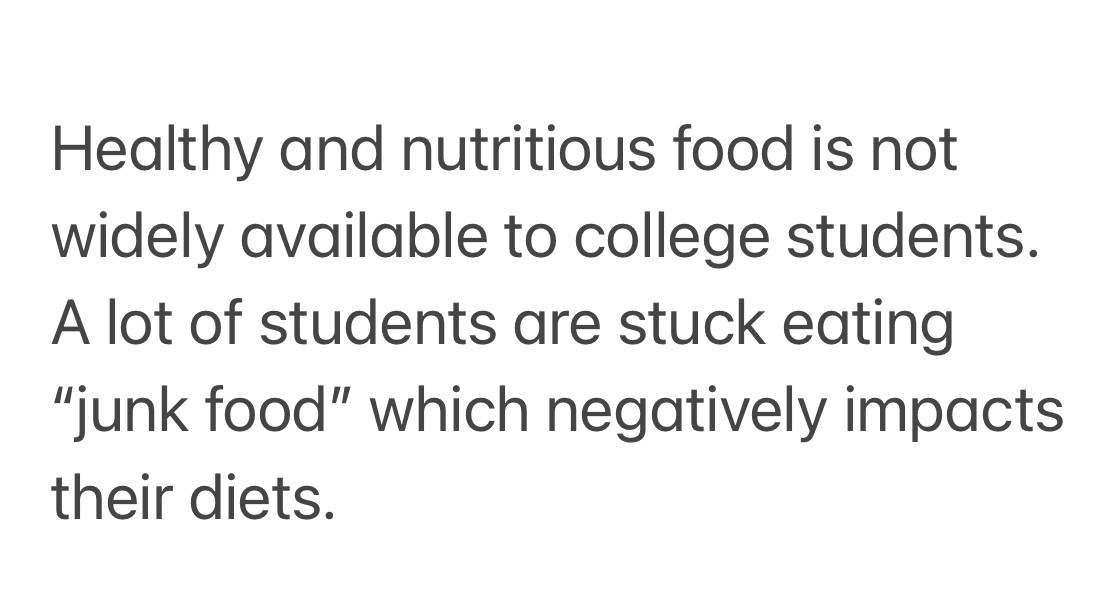 Healthy and nutritious food is not
widely available to college students.
A lot of students are stuck eating
“junk food” which negatively impacts
their diets.